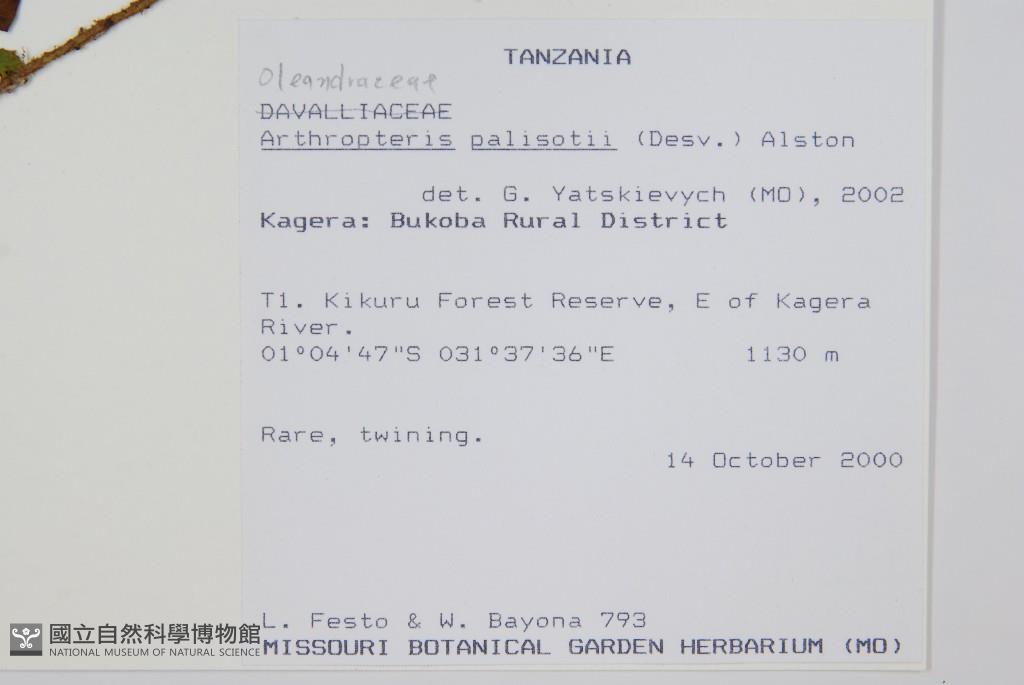 TANZANIA
Oleandraceae
DAVALLIACEAE
Arthropteris palisotii (Desv.) Alston
det. G. Yatskievych (MO), 2002
Kagera: Bukoba Rural District
T1. Kikuru Forest Reserve, E of Kagera
River.
01°04'47"S 031°37'36"E 1130 m
Rare, twining.
14 October 2000
L. Festo & W. Bayona 793
MISSOURI BOTANICAL GARDEN HERBARIUM (MO)
國立自然科學博物館
NATIONAL MUSEUM OF NATURAL SCIENCE